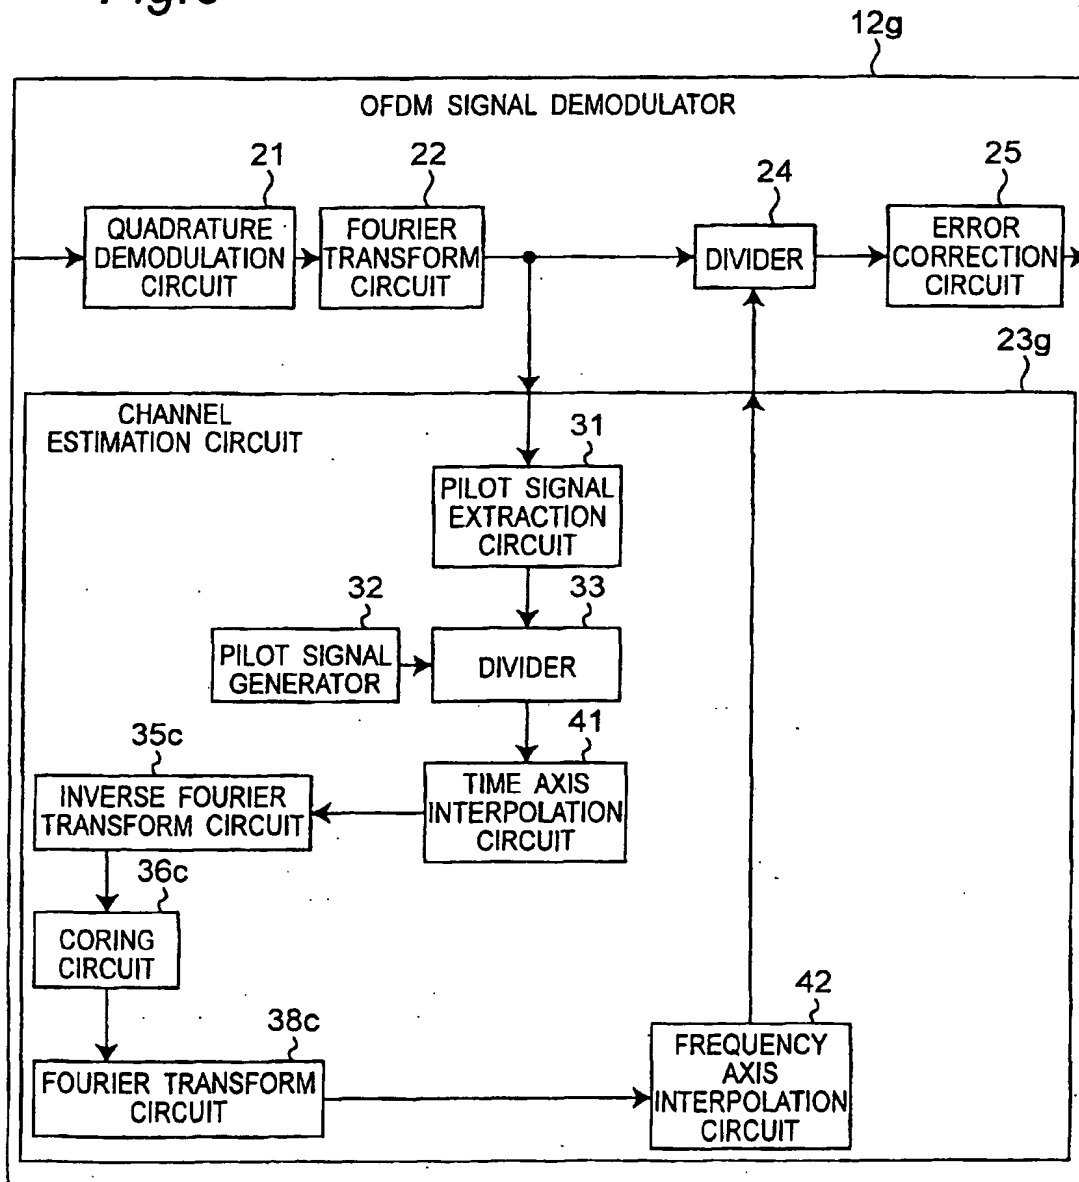 12g
OFDM SIGNAL DEMODULATOR
21
22
24
25
QUADRATURE
DEMODULATION
CIRCUIT
FOURIER
TRANSFORM
CIRCUIT
DIVIDER
ERROR
CORRECTION
CIRCUIT
23g
CHANNEL
ESTIMATION CIRCUIT
31
PILOT SIGNAL
EXTRACTION
CIRCUIT
32
33
PILOT SIGNAL
GENERATOR
DIVIDER
35c
41
INVERSE FOURIER
TRANSFORM CIRCUIT
TIME AXIS
INTERPOLATION
CIRCUIT
36c
CORING
CIRCUIT
38c
42
FOURIER TRANSFORM
CIRCUIT
FREQUENCY
AXIS
INTERPOLATION
CIRCUIT